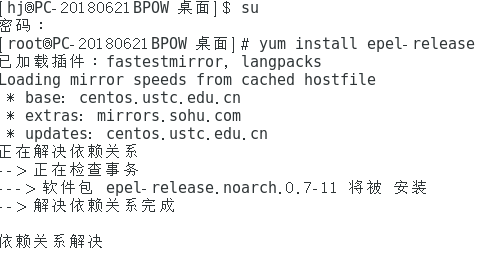 [hj@PC-20180621BPOW 桌面]$ su
密码：
[root@PC-20180621BPOW 桌面]# yum install epel-release
已加载插件：fastestmirror, langpacks
Loading mirror speeds from cached hostfile
 * base: centos.ustc.edu.cn
 * extras: mirrors.sohu.com
 * updates: centos.ustc.edu.cn
正在解决依赖关系
--> 正在检查事务
---> 软件包 epel-release.noarch.0.7-11 将被 安装
--> 解决依赖关系完成
依赖关系解决